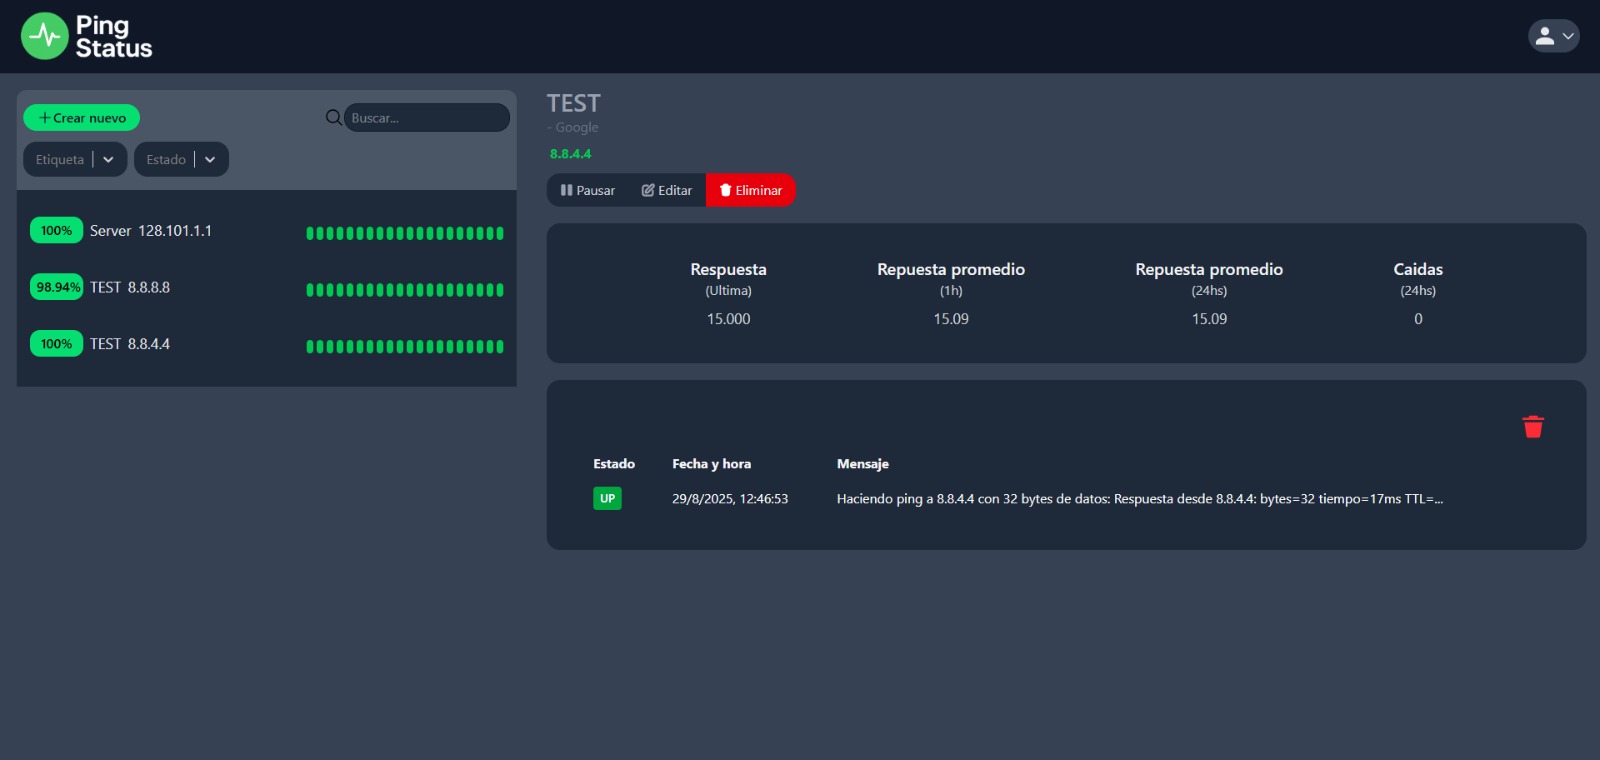 Ping
Status
Crear nuevo
Buscar...
Etiqueta
Estado
100% Server 128.101.1.1
98.94% TEST 8.8.8.8
100% TEST 8.8.4.4
TEST
- Google
8.8.4.4
Pausar Editar Eliminar
Respuesta Repuesta promedio Repuesta promedio Caidas
(Ultima) (1h) (24hs) (24hs)
15.000 15.09 15.09 0
Estado Fecha y hora Mensaje
UP 29/8/2025, 12:46:53 Haciendo ping a 8.8.4.4 con 32 bytes de datos: Respuesta desde 8.8.4.4: bytes=32 tiempo=17ms TTL=...